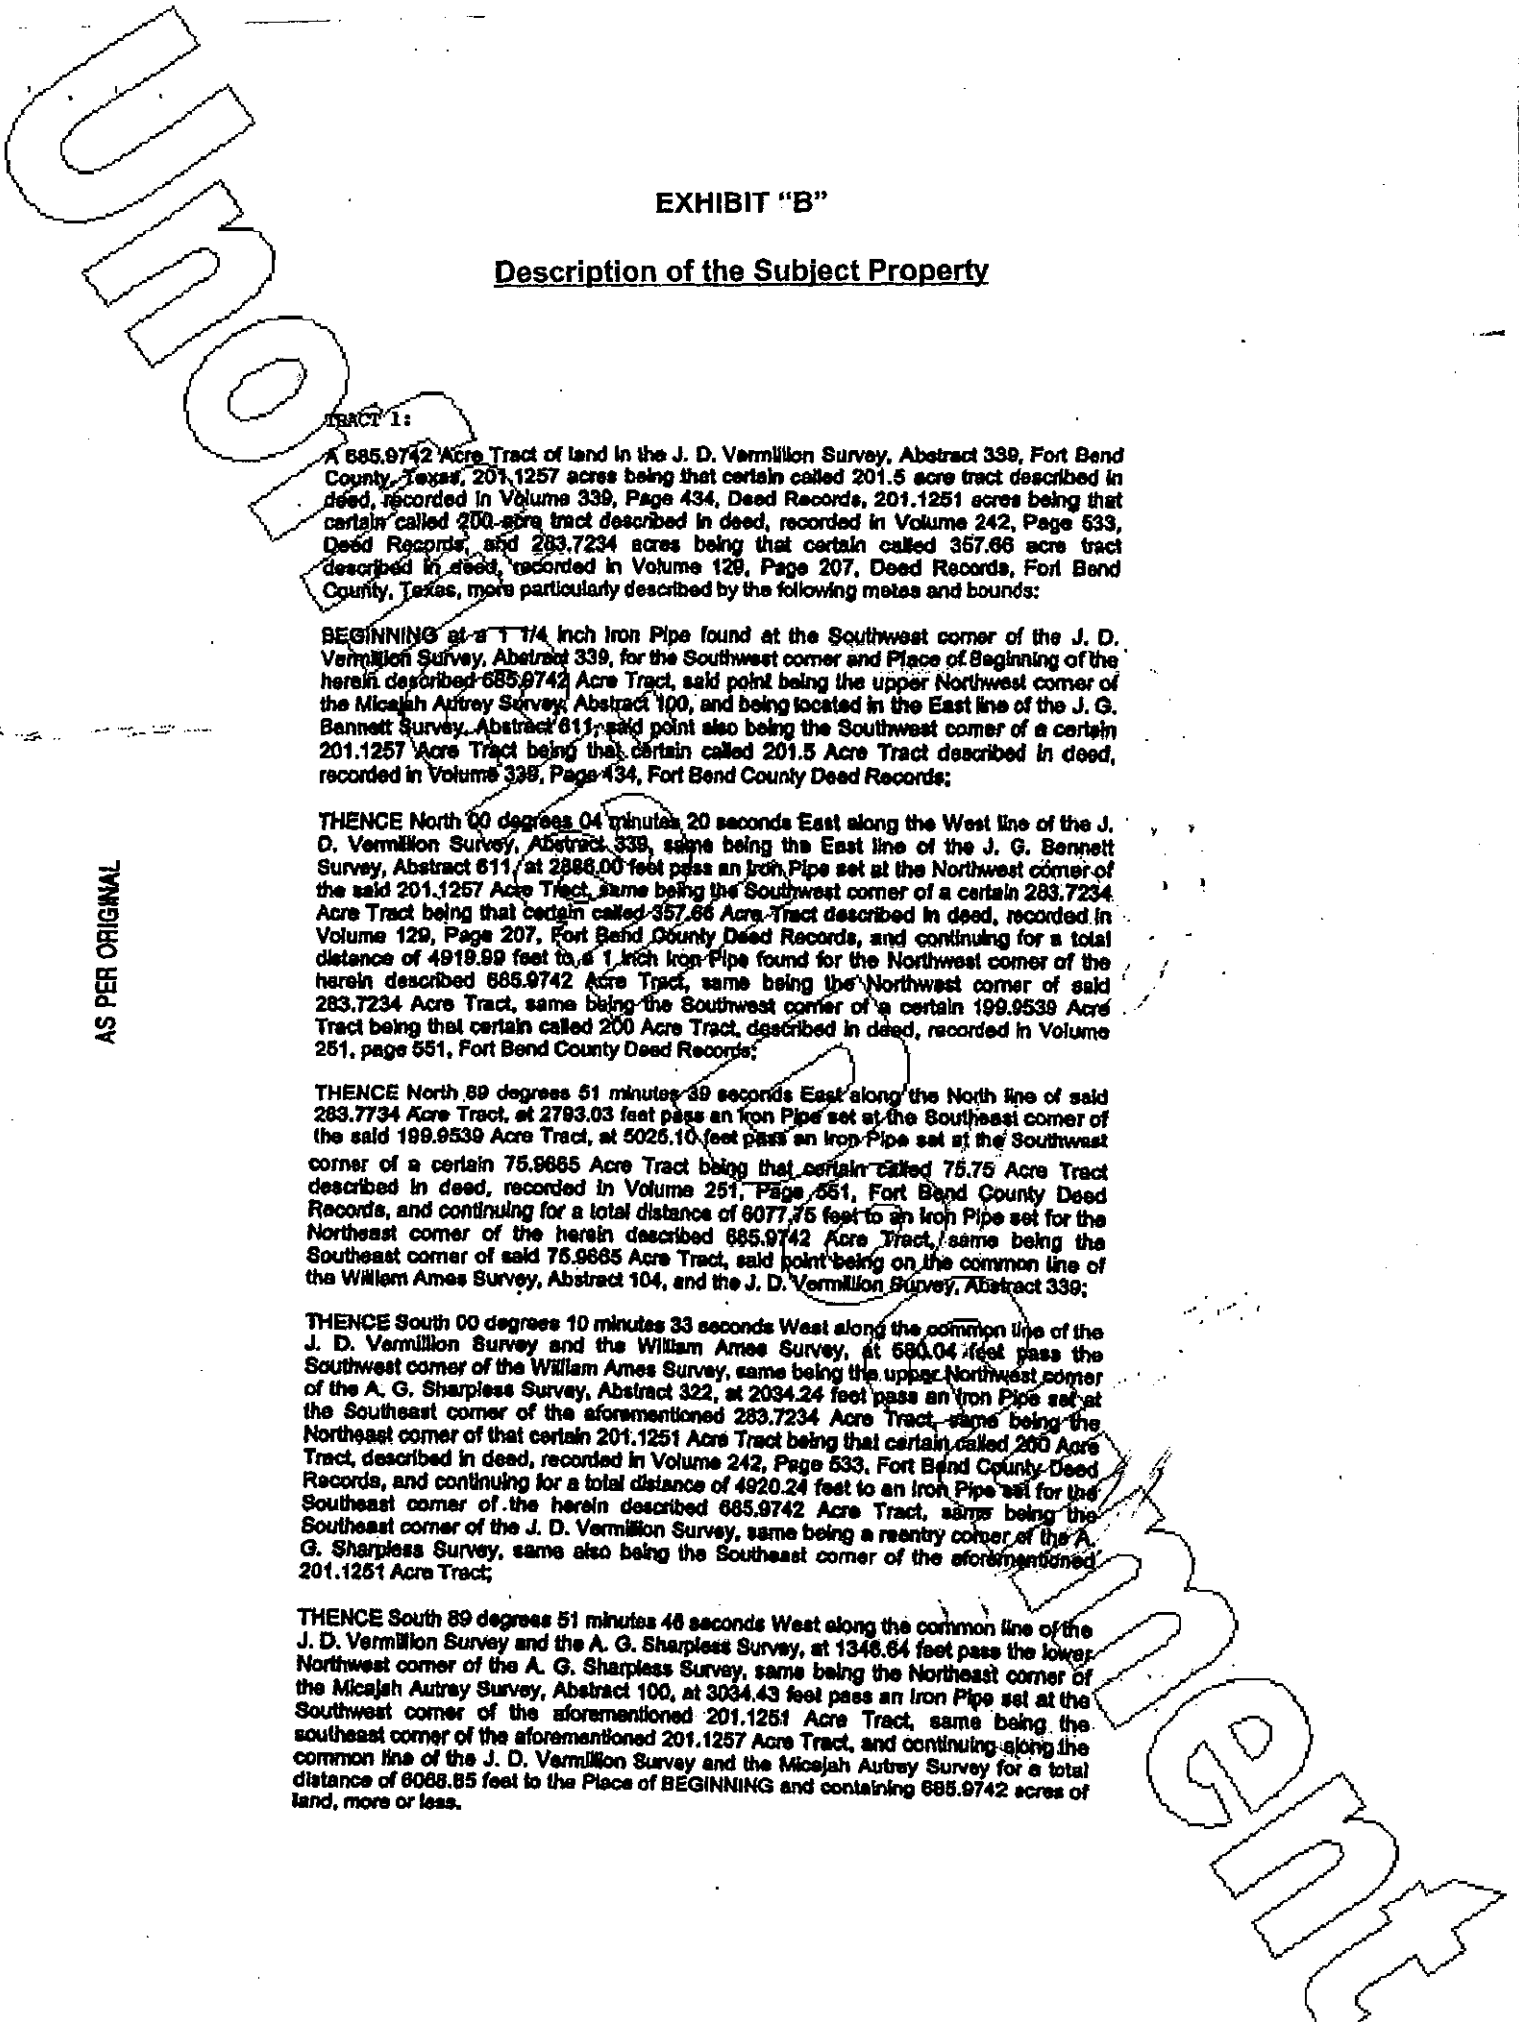 EXHIBIT “B”
Description of the Subject Property
TRACT 1:
A 685.9742 Acre Tract of land in the J. D. Vermillion Survey, Abstract 339, Fort Bend
County, Texas, 201.1257 acres being that certain called 201.5 acre tract described in
deed, recorded in Volume 339, Page 434, Deed Records, 201.1251 acres being that
certain called 200 acre tract described in deed, recorded in Volume 242, Page 533,
Deed Records, and 283.7234 acres being that certain called 357.66 acre tract
described in deed, recorded in Volume 129, Page 207, Deed Records, Fort Bend
County, Texas, more particularly described by the following metes and bounds:
BEGINNING at a 1 1/4 inch Iron Pipe found at the Southwest corner of the J. D.
Vermillion Survey, Abstract 339, for the Southwest corner and Place of Beginning of the
herein described 685.9742 Acre Tract, said point being the upper Northwest corner of
the Micajah Autrey Survey, Abstract 100, and being located in the East line of the J. G.
Bennett Survey, Abstract 611, said point also being the Southwest corner of a certain
201.1257 Acre Tract being that certain called 201.5 Acre Tract described in deed,
recorded in Volume 339, Page 434, Fort Bend County Deed Records;
THENCE North 00 degrees 04 minutes 20 seconds East along the West line of the J.
D. Vermillion Survey, Abstract 339, same being the East line of the J. G. Bennett
Survey, Abstract 611, at 2886.00 feet pass an Iron Pipe set at the Northwest corner of
the said 201.1257 Acre Tract, same being the Southwest corner of a certain 283.7234
Acre Tract being that certain called 357.66 Acre Tract described in deed, recorded in
Volume 129, Page 207, Fort Bend County Deed Records, and continuing for a total
distance of 4919.99 feet to a 1 inch Iron Pipe found for the Northwest corner of the
herein described 685.9742 Acre Tract, same being the Northwest corner of said
283.7234 Acre Tract, same being the Southwest corner of a certain 199.9539 Acre
Tract being that certain called 200 Acre Tract, described in deed, recorded in Volume
251, page 551, Fort Bend County Deed Records;
AS PER ORIGINAL
THENCE North 89 degrees 51 minutes 39 seconds East along the North line of said
283.7734 Acre Tract, at 2793.03 feet pass an Iron Pipe set at the Southeast corner of
the said 199.9539 Acre Tract, at 5025.10 feet pass an Iron Pipe set at the Southwest
corner of a certain 75.9665 Acre Tract being that certain called 75.75 Acre Tract
described in deed, recorded in Volume 251, Page 551, Fort Bend County Deed
Records, and continuing for a total distance of 6077.75 feet to an Iron Pipe set for the
Northeast corner of the herein described 685.9742 Acre Tract, same being the
Southeast corner of said 75.9665 Acre Tract, said point being on the common line of
the William Ames Survey, Abstract 104, and the J. D. Vermillion Survey, Abstract 339;
THENCE South 00 degrees 10 minutes 33 seconds West along the common line of the
J. D. Vermillion Survey and the William Ames Survey, at 580.04 feet pass the
Southwest corner of the William Ames Survey, same being the upper Northwest corner
of the A. G. Sharpless Survey, Abstract 322, at 2034.24 feet pass an Iron Pipe set at
the Southeast corner of the aforementioned 283.7234 Acre Tract, same being the
Northeast corner of that certain 201.1251 Acre Tract being that certain called 200 Acre
Tract, described in deed, recorded in Volume 242, Page 533, Fort Bend County Deed
Records, and continuing for a total distance of 4920.24 feet to an Iron Pipe set for the
Southeast corner of the herein described 685.9742 Acre Tract, same being the
Southeast corner of the J. D. Vermillion Survey, same being a reentry corner of the A.
G. Sharpless Survey, same also being the Southeast corner of the aforementioned
201.1251 Acre Tract;
THENCE South 89 degrees 51 minutes 46 seconds West along the common line of the
J. D. Vermillion Survey and the A. G. Sharpless Survey, at 1346.64 feet pass the lower
Northwest corner of the A. G. Sharpless Survey, same being the Northeast corner of
the Micajah Autrey Survey, Abstract 100, at 3034.43 feet pass an Iron Pipe set at the
Southwest corner of the aforementioned 201.1251 Acre Tract, same being the
southeast corner of the aforementioned 201.1257 Acre Tract, and continuing along the
common line of the J. D. Vermillion Survey and the Micajah Autrey Survey for a total
distance of 6068.85 feet to the Place of BEGINNING and containing 685.9742 acres of
land, more or less.